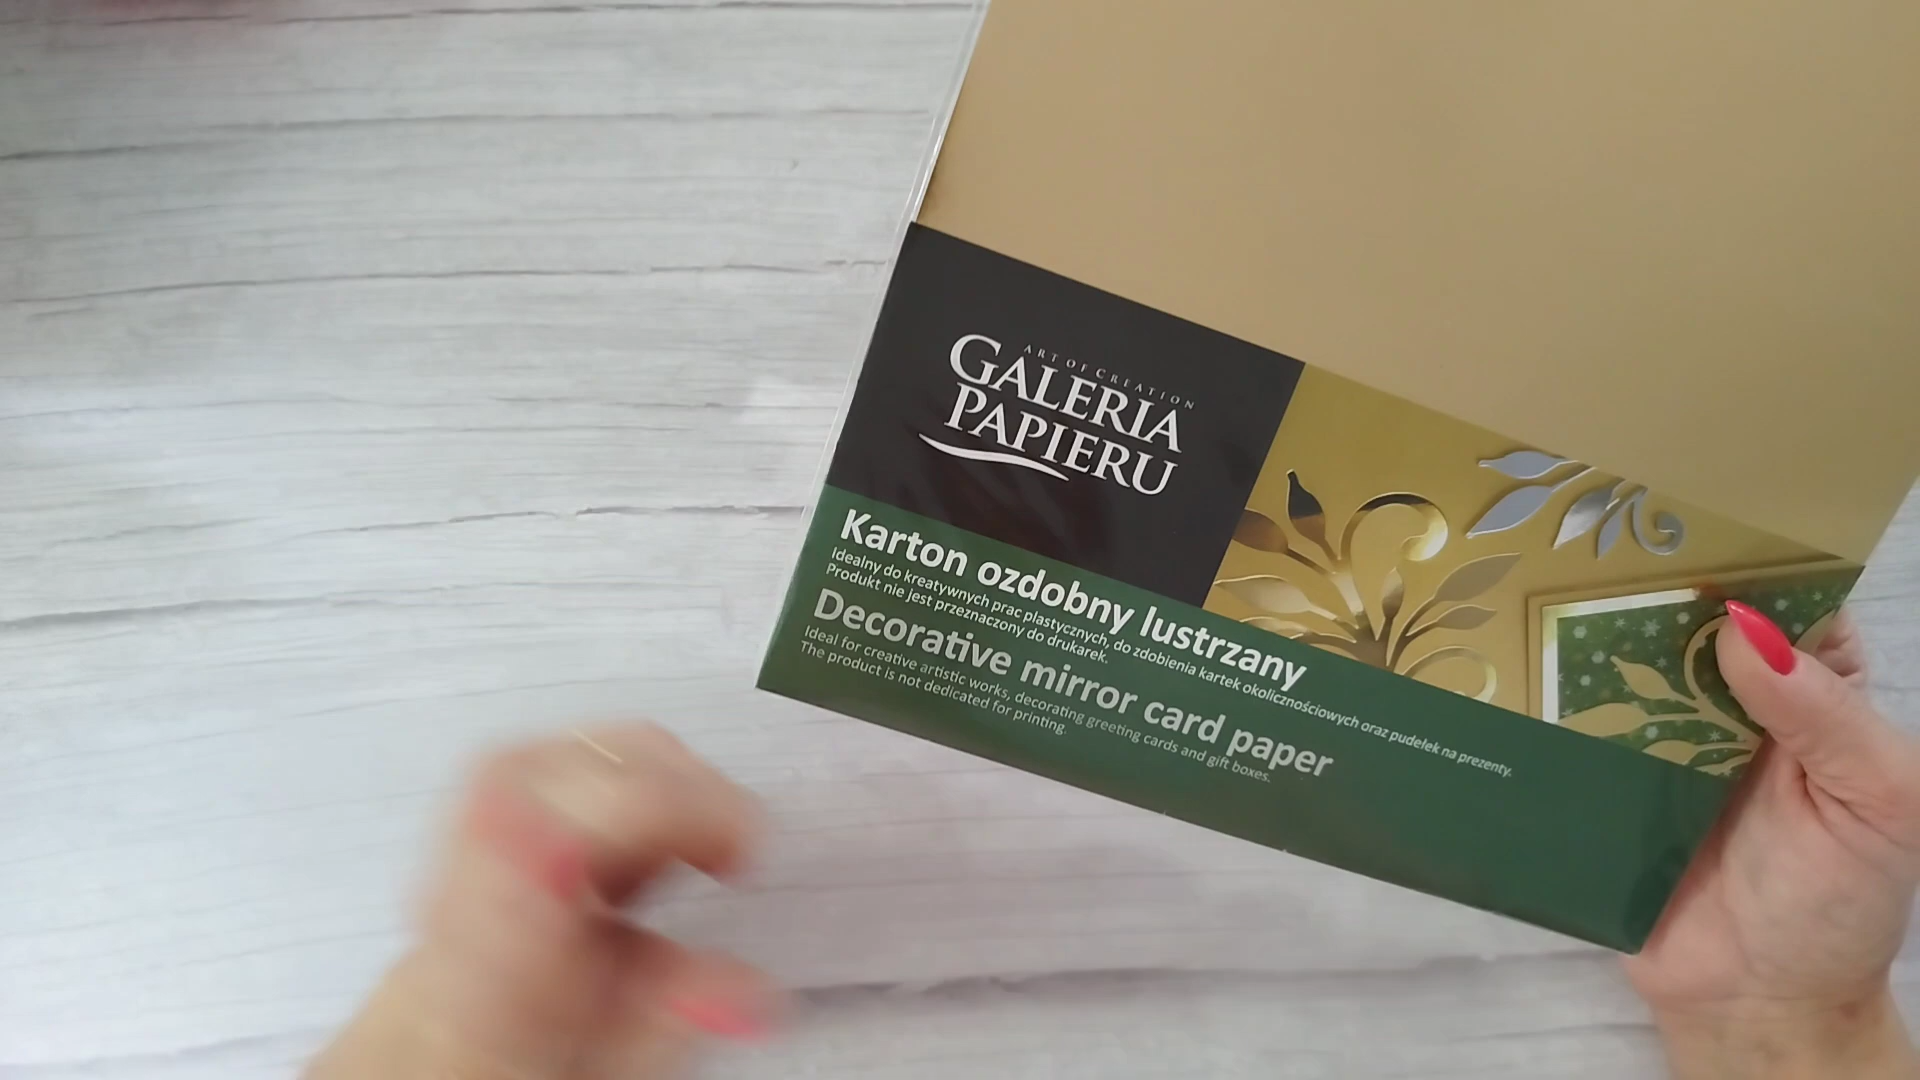 ART OF CREATION
GALERIA
PAPIERU
Karton ozdobny lustrzany
Idealny do kreatywnych prac plastycznych, do zdobienia kartek okolicznościowych oraz pudełek na prezenty.
Produkt nie jest przeznaczony do drukarek.
Decorative mirror card paper
Ideal for creative artistic works, decorating greeting cards and gift boxes.
The product is not dedicated for printing.